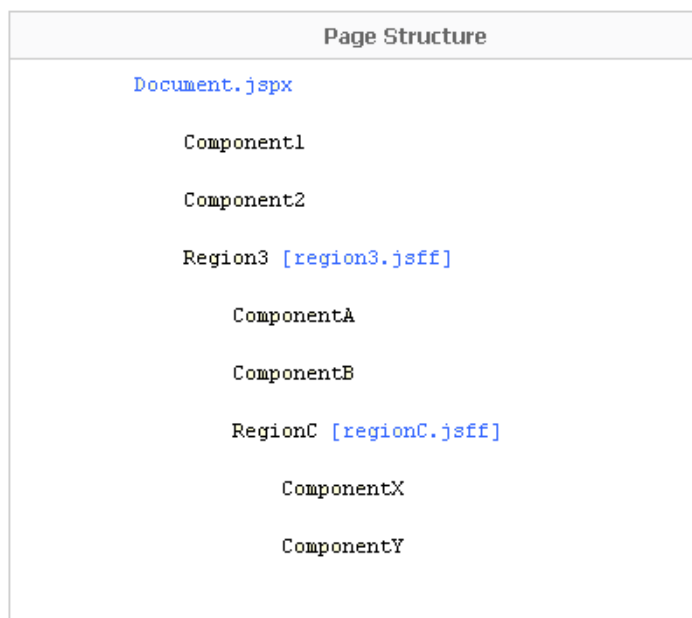 Page Structure
Document.jspx
Component1
Component2
Region3 [region3.jsff]
ComponentA
ComponentB
RegionC [regionC.jsff]
ComponentX
ComponentY